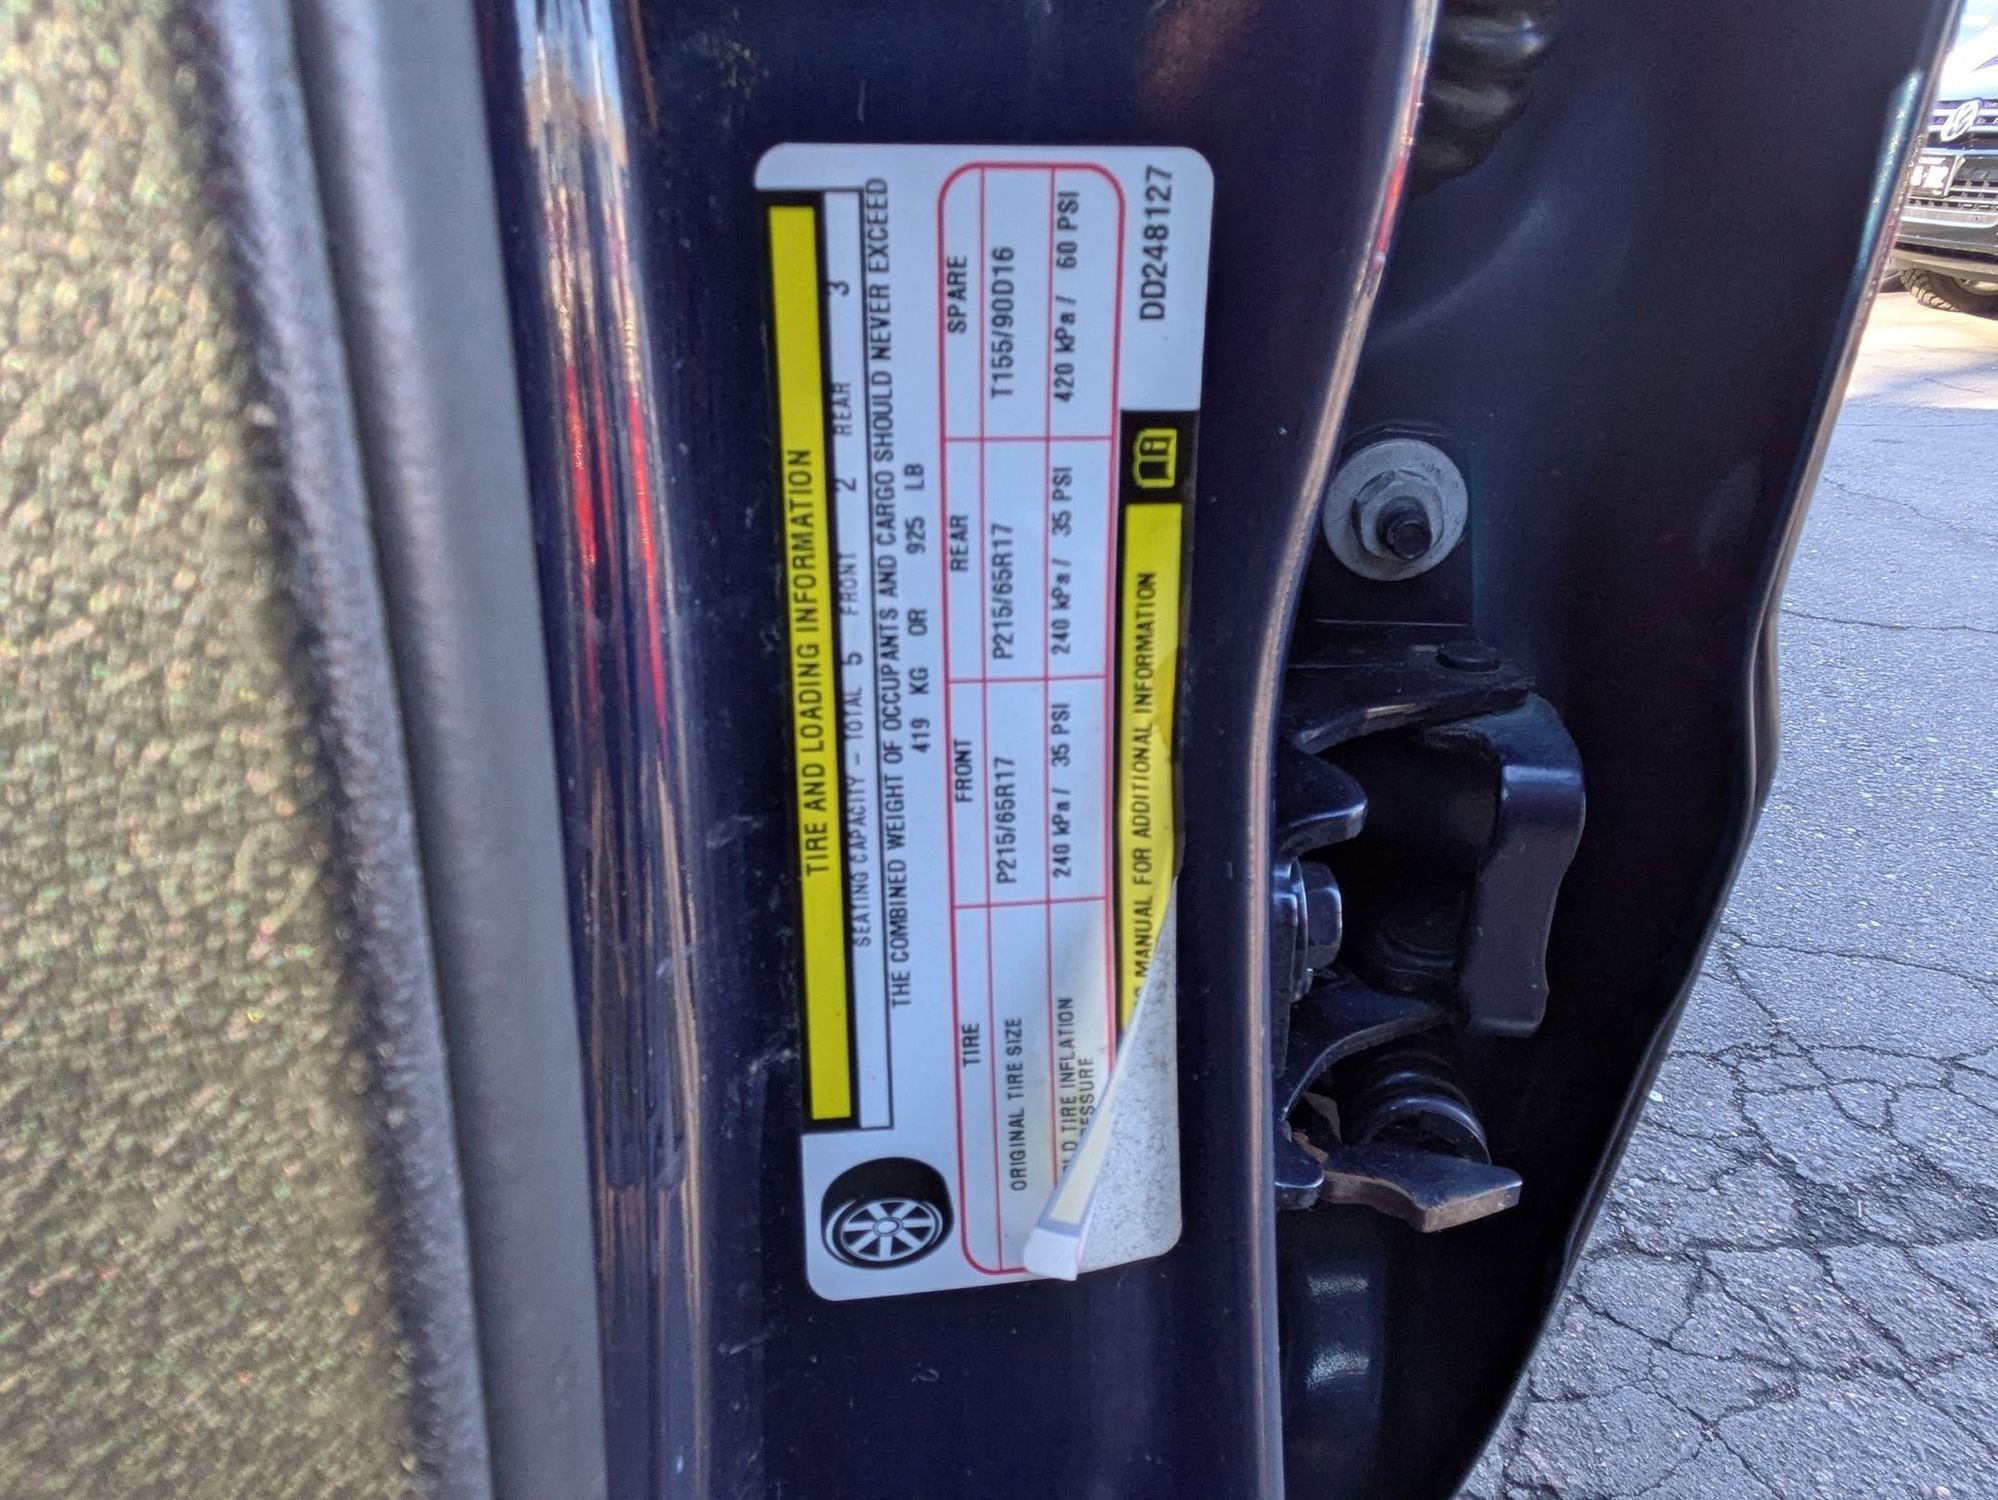 TIRE AND LOADING INFORMATION
SEATING CAPACITY – TOTAL 5 FRONT 2 REAR 3
THE COMBINED WEIGHT OF OCCUPANTS AND CARGO SHOULD NEVER EXCEED
419 KG OR 925 LB
TIRE FRONT REAR SPARE
ORIGINAL TIRE SIZE P215/65R17 P215/65R17 T155/90D16
TIRE INFLATION 240 kPa/ 35 PSI 240 kPa/ 35 PSI 420 kPa/ 60 PSI
MANUAL FOR ADDITIONAL INFORMATION
DD248127